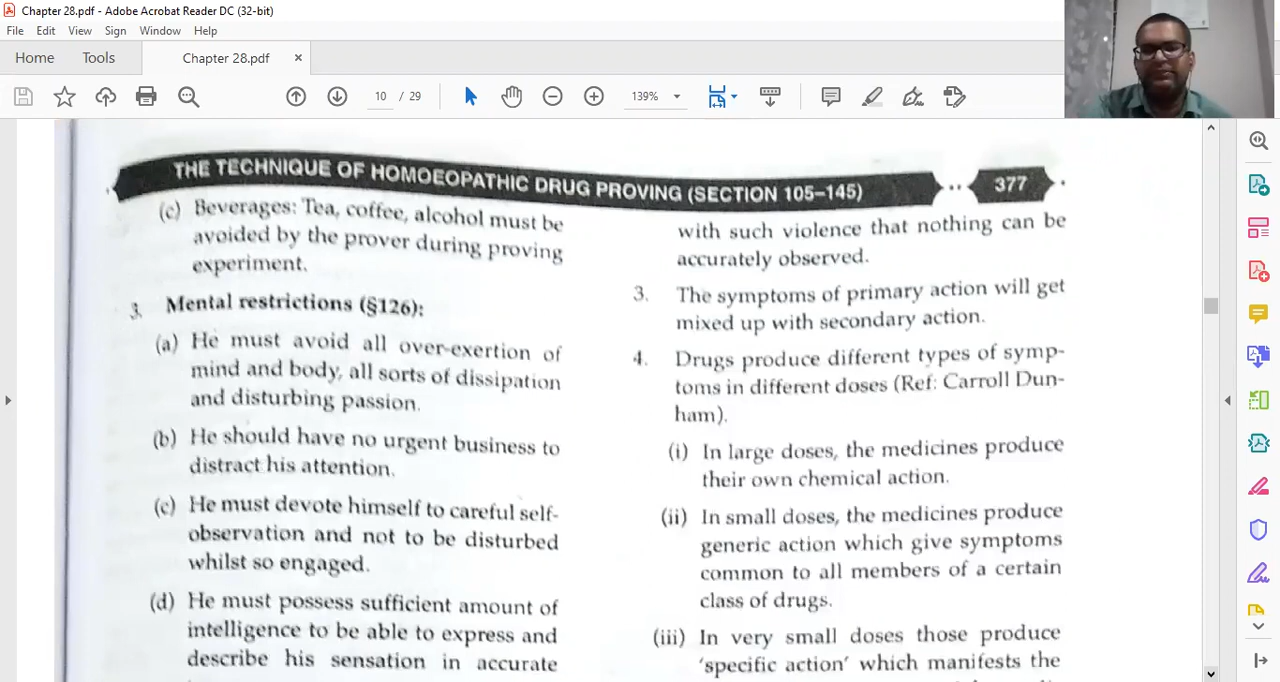 Chapter 28.pdf - Adobe Acrobat Reader DC (32-bit)
File Edit View Sign Window Help
Home Tools Chapter 28.pdf ×
10 / 29 139%
THE TECHNIQUE OF HOMOEOPATHIC DRUG PROVING (SECTION 105–145) 377
(c) Beverages: Tea, coffee, alcohol must be
avoided by the prover during proving
experiment.
3. Mental restrictions (§126):
(a) He must avoid all over-exertion of
mind and body, all sorts of dissipation
and disturbing passion.
(b) He should have no urgent business to
distract his attention.
(c) He must devote himself to careful self-
observation and not to be disturbed
whilst so engaged.
(d) He must possess sufficient amount of
intelligence to be able to express and
describe his sensation in accurate
with such violence that nothing can be
accurately observed.
3. The symptoms of primary action will get
mixed up with secondary action.
4. Drugs produce different types of symp-
toms in different doses (Ref: Carroll Dun-
ham).
(i) In large doses, the medicines produce
their own chemical action.
(ii) In small doses, the medicines produce
generic action which give symptoms
common to all members of a certain
class of drugs.
(iii) In very small doses those produce
'specific action' which manifests the